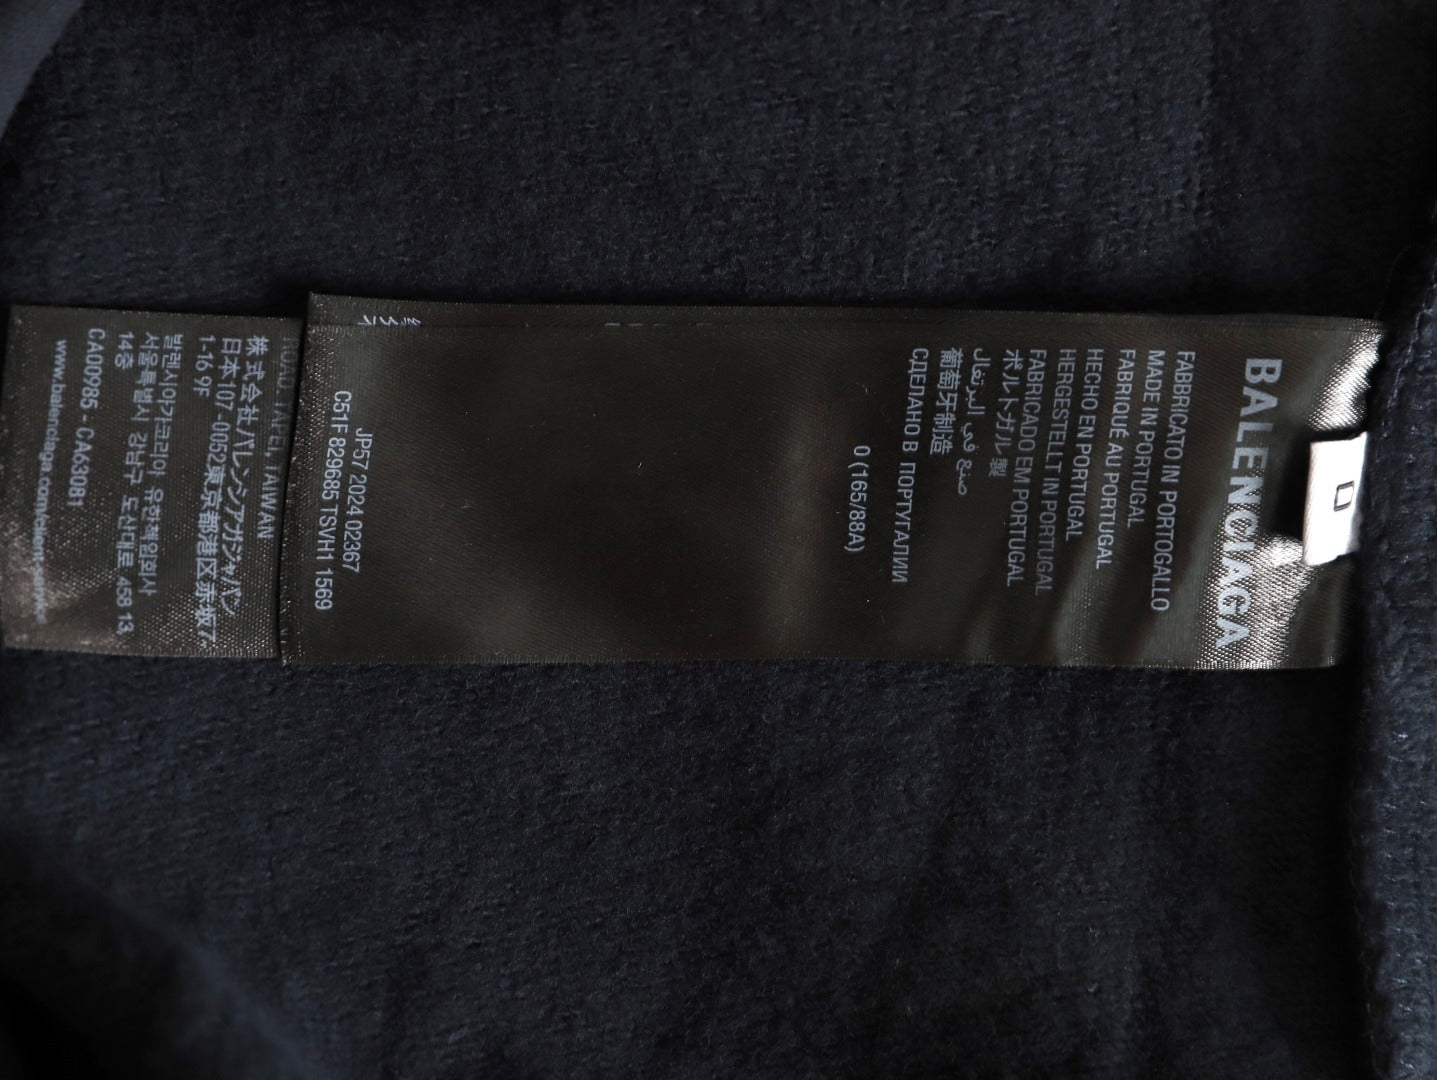 BALENCIAGA
0
FABBRICATO IN PORTOGALLO
MADE IN PORTUGAL
FABRIQUÉ AU PORTUGAL
HECHO EN PORTUGAL
HERGESTELLT IN PORTUGAL
FABRICADO EM PORTUGAL
ポルトガル製
صنع في البرتغال
葡萄牙制造
СДЕЛАНО В ПОРТУГАЛИИ
0 (165/88A)
JP57 2024 02367
C51F 829685 TSVH1 1569
TAIWAN
株式会社バレンシアガジャパン
日本107-0052東京都港区赤坂7-
1-16 9F
발렌시아가코리아 유한책임회사
서울특별시 강남구 도산대로 458 13,
14층
CA00985 - CA63081
www.balenciaga.com/client-service